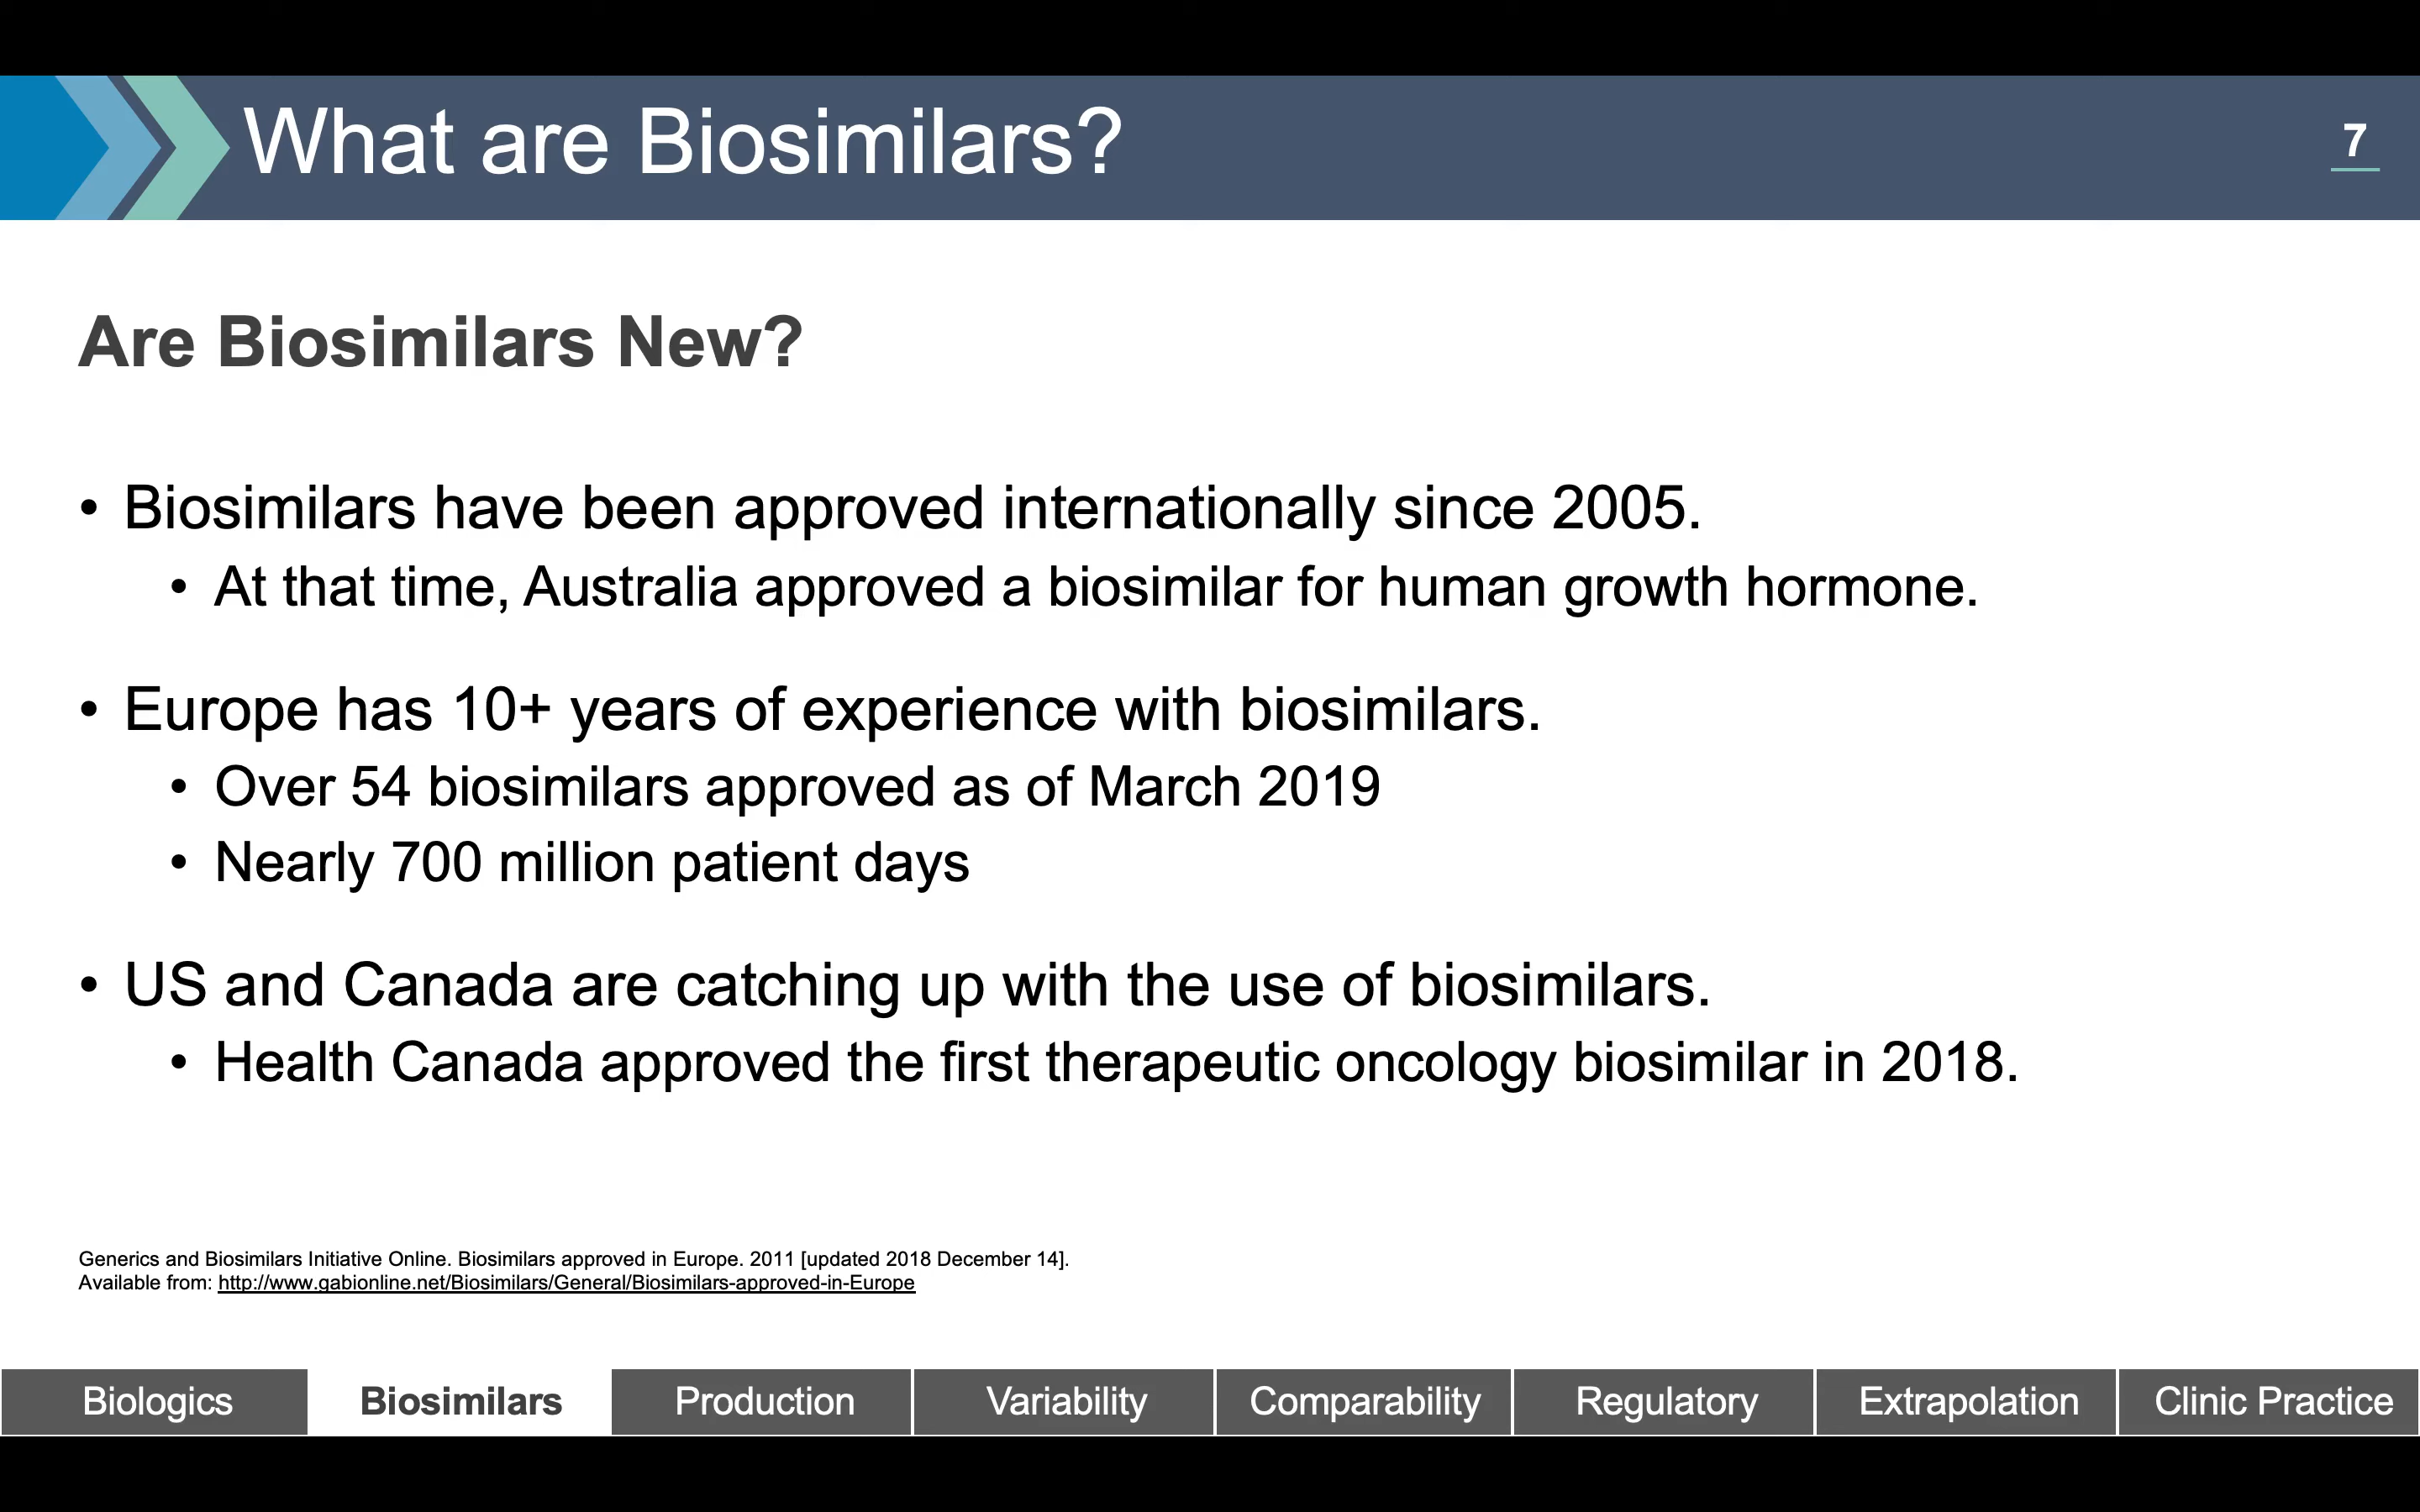 What are Biosimilars?
7
Are Biosimilars New?
• Biosimilars have been approved internationally since 2005.
• At that time, Australia approved a biosimilar for human growth hormone.
• Europe has 10+ years of experience with biosimilars.
• Over 54 biosimilars approved as of March 2019
• Nearly 700 million patient days
• US and Canada are catching up with the use of biosimilars.
• Health Canada approved the first therapeutic oncology biosimilar in 2018.
Generics and Biosimilars Initiative Online. Biosimilars approved in Europe. 2011 [updated 2018 December 14].
Available from: http://www.gabionline.net/Biosimilars/General/Biosimilars-approved-in-Europe
Biologics Biosimilars Production Variability Comparability Regulatory Extrapolation Clinic Practice